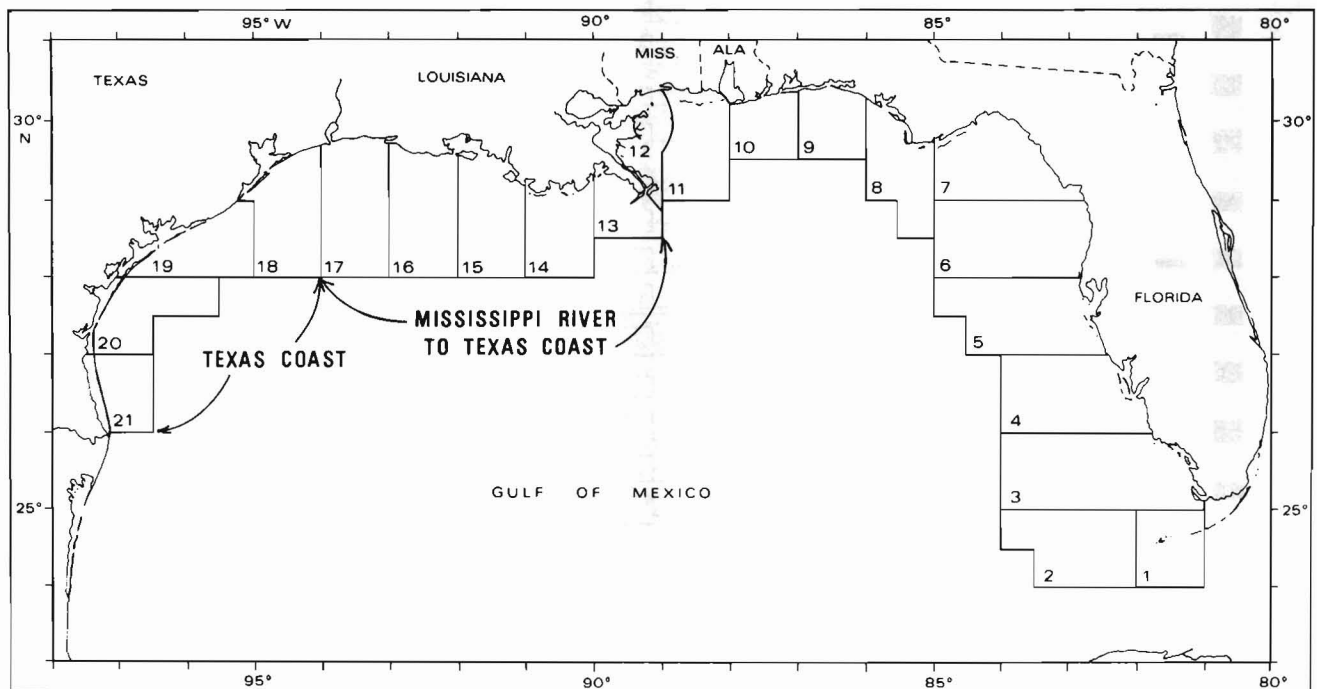 95° W 90° 85° 80°
MISS ALA
TEXAS LOUISIANA
30° 30°
N
12
10 9
11 8 7
13
19 18 17 16 15 14 6
FLORIDA
MISSISSIPPI RIVER
TO TEXAS COAST
20 5
TEXAS COAST
21 4
GULF OF MEXICO
25° 3 25°
2 1
95° 90° 85° 80°